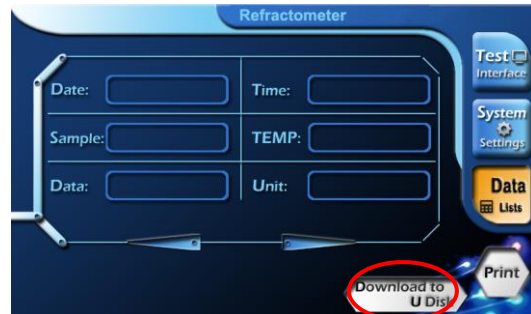 Refractometer
Date:
Time:
Sample:
TEMP:
Data:
Unit:
Test
Interface
System
Settings
Data
Lists
Download to
U Disk
Print